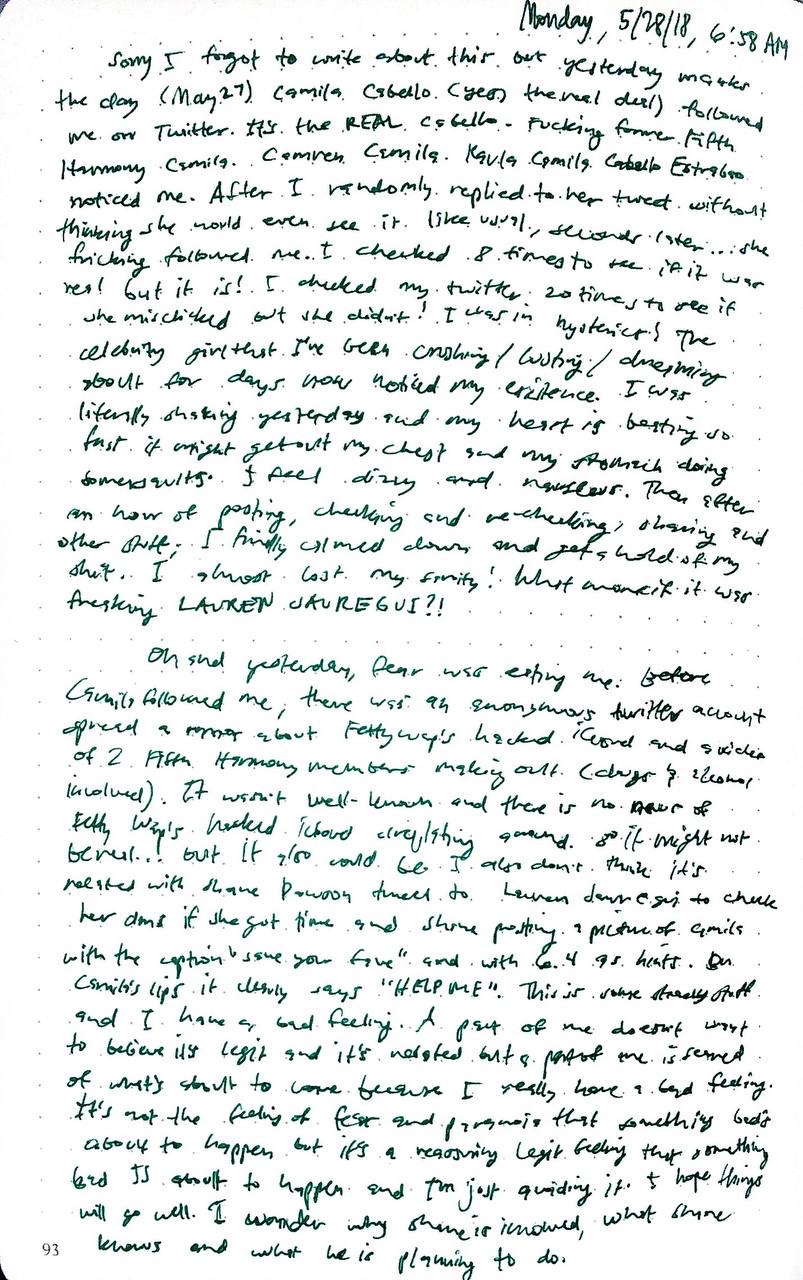 Monday, 5/28/18, 6:58 AM
Sorry I forgot to write about this but yesterday marks
the day (May 27) Camila Cabello (yes, the real deal) followed
me on Twitter. It's the REAL Cabello. Fucking former Fifth
Harmony Camila. Camren Camila. Karla Camila Cabello Estrabao
noticed me. After I randomly replied to her tweet without
thinking she would even see it like usual, seconds later... she
fricking followed me. I checked 8 times to see if it was
real but it is! I checked my twitter 20 times to see if
she misclicked but she didn't! I was in hysterics! The
celebrity girl that I've been crushing/lusting/dreaming
about for days now noticed my existence. I was
literally shaking yesterday and my heart is beating so
fast it might get out my chest and my stomach doing
somersaults. I feel dizzy and nauseous. Then after
an hour of posting, checking and re-checking, sharing and
other stuff, I finally calmed down and get a hold of my
shit. I almost lost my sanity! What more if it was
freaking LAUREN JAUREGUI?!
Oh and yesterday, fear was eating me. Before
Camila followed me, there was an anonymous twitter account
spread a rumor about Fetty wap's hacked icloud and a video
of 2 Fifth Harmony members making out. (drugs & alcohol
involved). It wasn't well-known and there is no news of
Fetty Wap's hacked icloud circulating around. so it might not
be real... but it also could be. I also don't think it's
related with Shane Dawson tweet to Lauren Jauregui to check
her dms if she got time and Shane posting a picture of Camila
with the caption "save your fave" and with 6.4 as hints. On
Camila's lips it clearly says "HELP ME". This is some stuff
and I have a bad feeling. A part of me doesn't want
to believe its legit and it's related but a part of me is scared
of what's about to come because I really have a bad feeling.
It's not the feeling of fear and paranoia that something bad's
about to happen but it's a reasoning legit feeling that something
bad IS about to happen and I'm just it. I hope things
will go well. I wonder why Shane is involved, what Shane
knows and what he is planning to do.
93